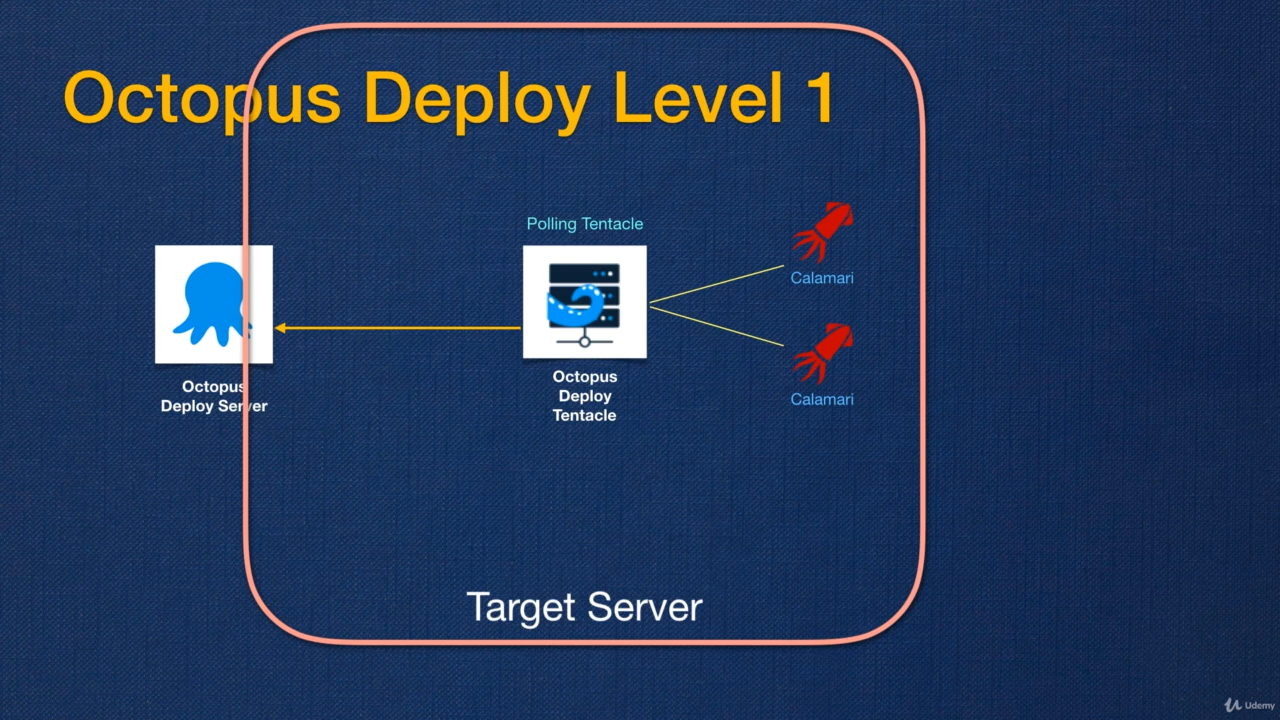 Octopus Deploy Level 1
Polling Tentacle
Calamari
Octopus
Deploy Server
Octopus
Deploy
Tentacle
Calamari
Target Server
Udemy